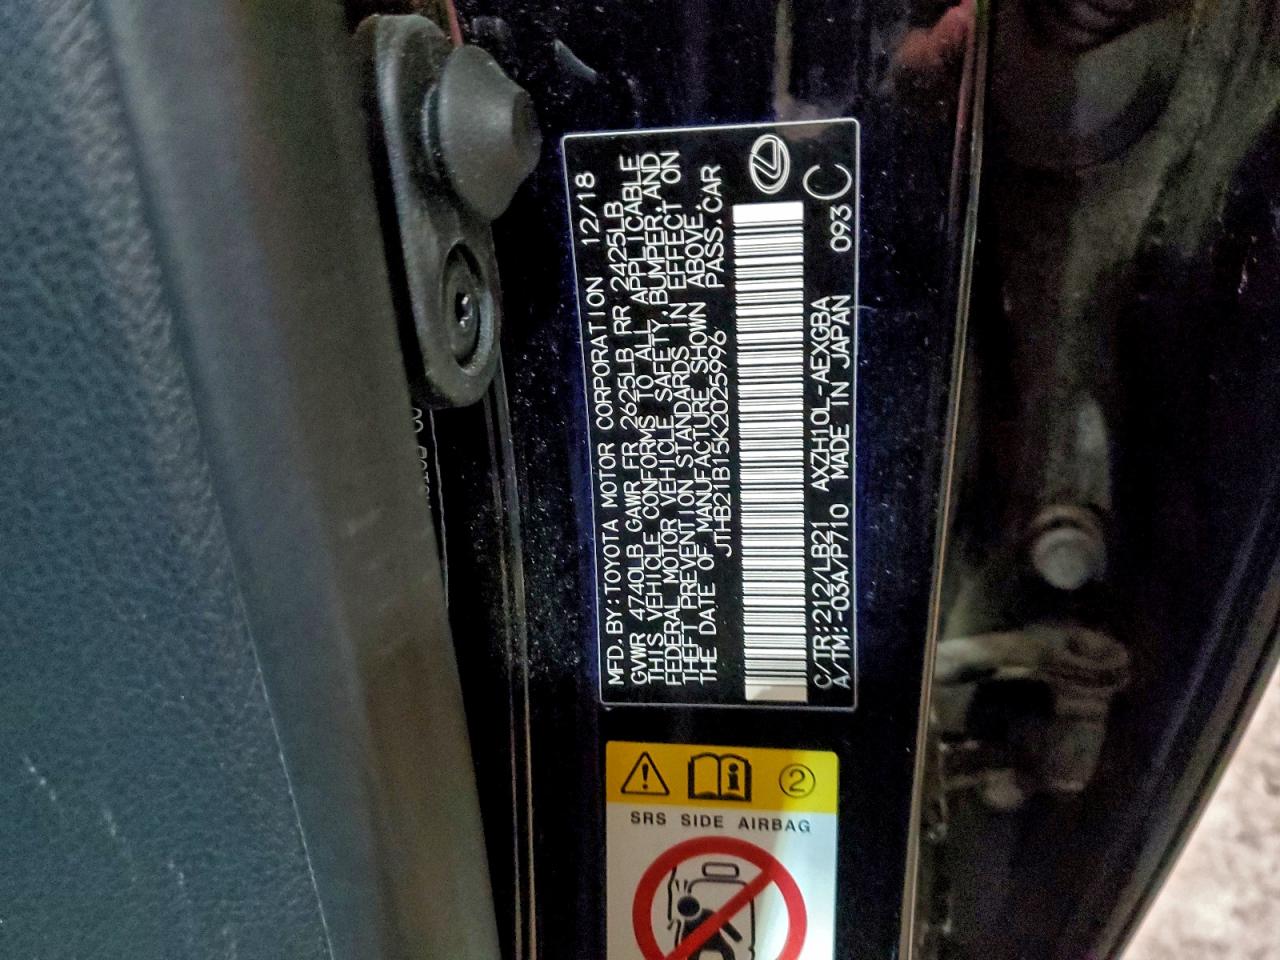 MFD.BY:TOYOTA MOTOR CORPORATION 12/18
GVWR 4740LB GAWR FR 2625LB RR 2425LB
THIS VEHICLE CONFORMS TO ALL APPLICABLE
FEDERAL MOTOR VEHICLE SAFETY,BUMPER,AND
THEFT PREVENTION STANDARDS IN EFFECT ON
THE DATE OF MANUFACTURE SHOWN ABOVE.
JTHB21B15K2025996 PASS.CAR
C/TR:212/LB21 AXZH10L-AEXGBA
A/TM:-03A/P710 MADE IN JAPAN 093 C
2
SRS SIDE AIRBAG